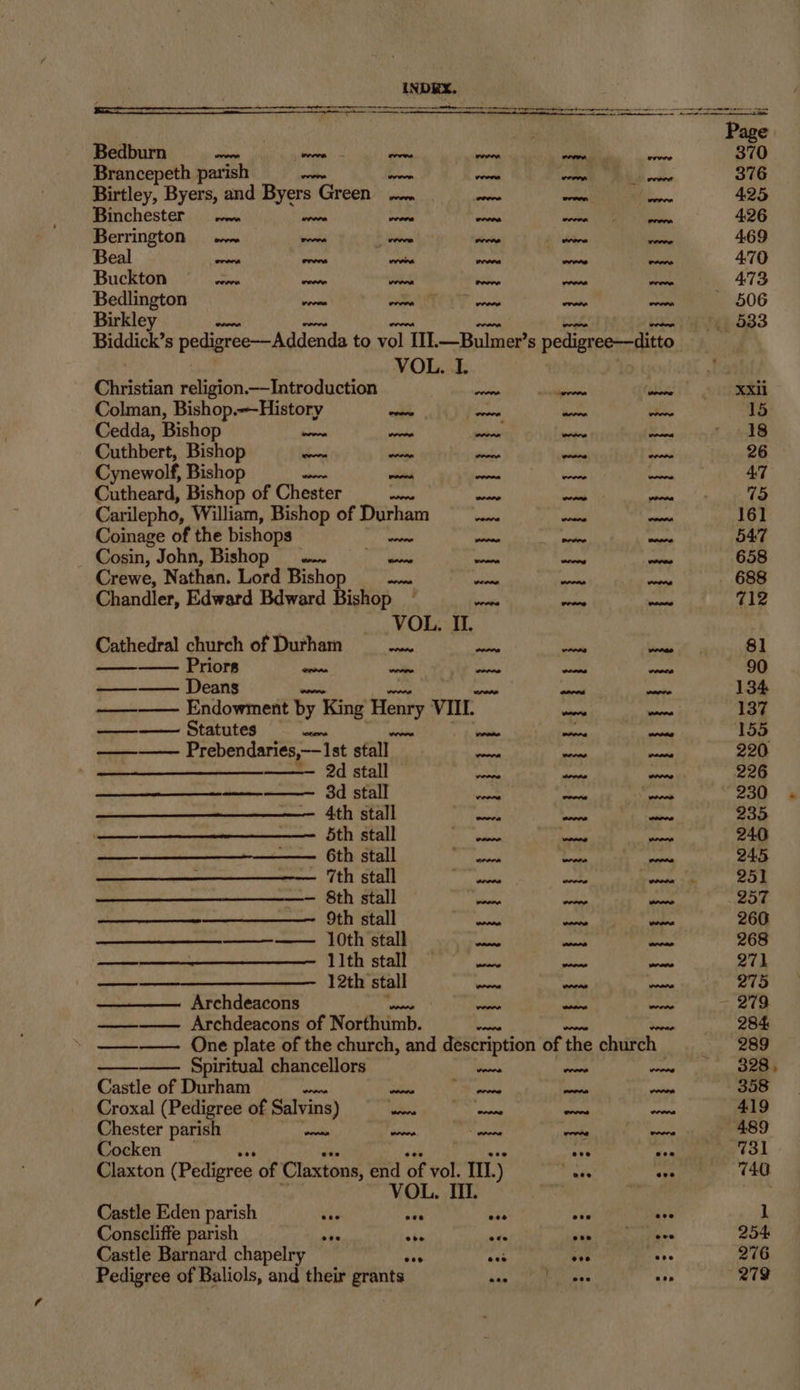 INDEX.
Page
Bedburn 370
Brancepeth parish 376
Birtley, Byers, and Byers Green 425
Binchester 426
Berrington 469
Beal 470
Buckton 473
Bedlington 506
Birkley 533
Biddick's pedigree—Addenda to vol III.—Bulmer's pedigree—ditto
VOL. I.
Christian religion.—Introduction xxii
Colman, Bishop.—History 15
Cedda, Bishop 18
Cuthbert, Bishop 26
Cynewolf, Bishop 47
Cutheard, Bishop of Chester 75
Carilepho, William, Bishop of Durham 161
Coinage of the bishops 547
Cosin, John, Bishop 658
Crewe, Nathan. Lord Bishop 688
Chandler, Edward Bdward Bishop 712
VOL. II.
Cathedral church of Durham 81
—— —— Priors 90
—— —— Deans 134
—— —— Endowment by King Henry VIII. 137
—— —— Statutes 155
—— —— Prebendaries,—1st stall 220
—— 2d stall 226
—— 3d stall 230
—— 4th stall 235
—— 5th stall 240
—— 6th stall 245
—— 7th stall 251
—— 8th stall 257
—— 9th stall 260
—— 10th stall 268
—— 11th stall 271
—— 12th stall 275
—— Archdeacons 279
—— —— Archdeacons of Northumb. 284
—— —— One plate of the church, and description of the church 289
—— —— Spiritual chancellors 328
Castle of Durham 358
Croxal (Pedigree of Salvins) 419
Chester parish 489
Cocken ... ... ... ... ... ... 731
Claxton (Pedigree of Claxtons, end of vol. III.) ... ... 740
VOL. III.
Castle Eden parish ... ... ... ... ... 1
Conscliffe parish ... ... ... ... ... 254
Castle Barnard chapelry ... ... ... ... 276
Pedigree of Baliols, and their grants ... ... ... 279